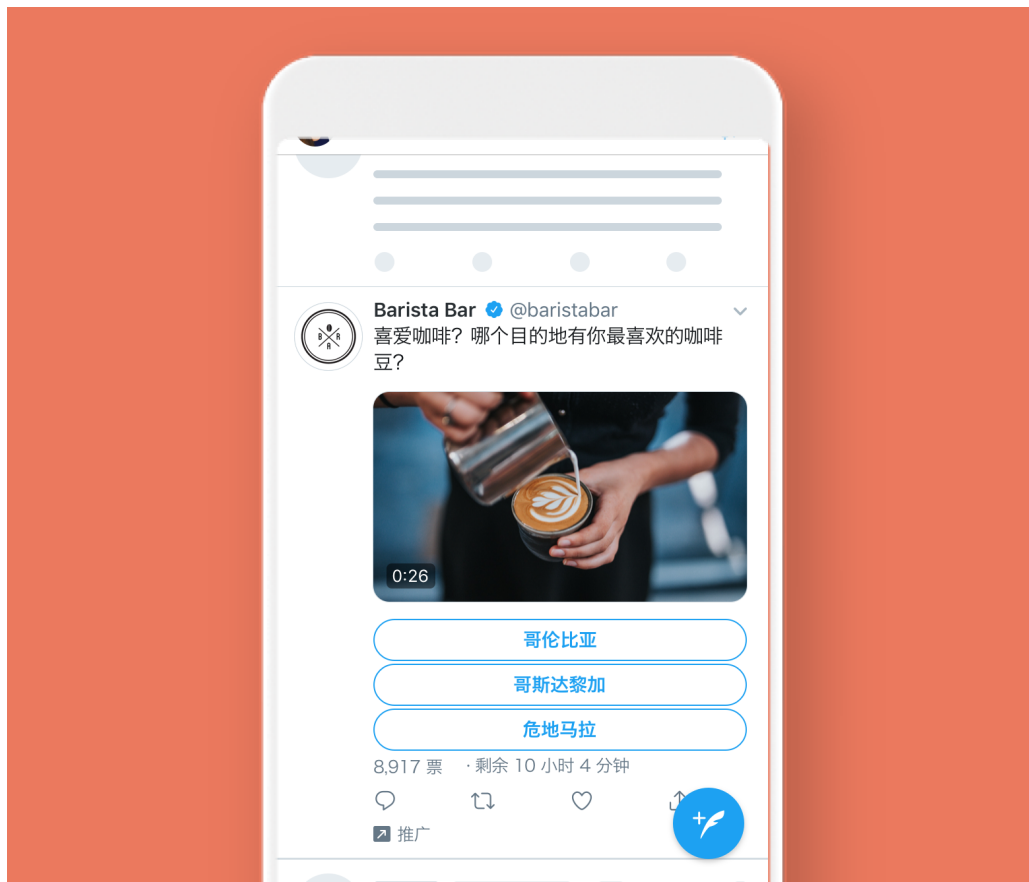 Barista Bar @baristabar
喜爱咖啡？哪个目的地有你最喜欢的咖啡
豆？
B R
A
0:26
哥伦比亚
哥斯达黎加
危地马拉
8,917 票 · 剩余 10 小时 4 分钟
推广